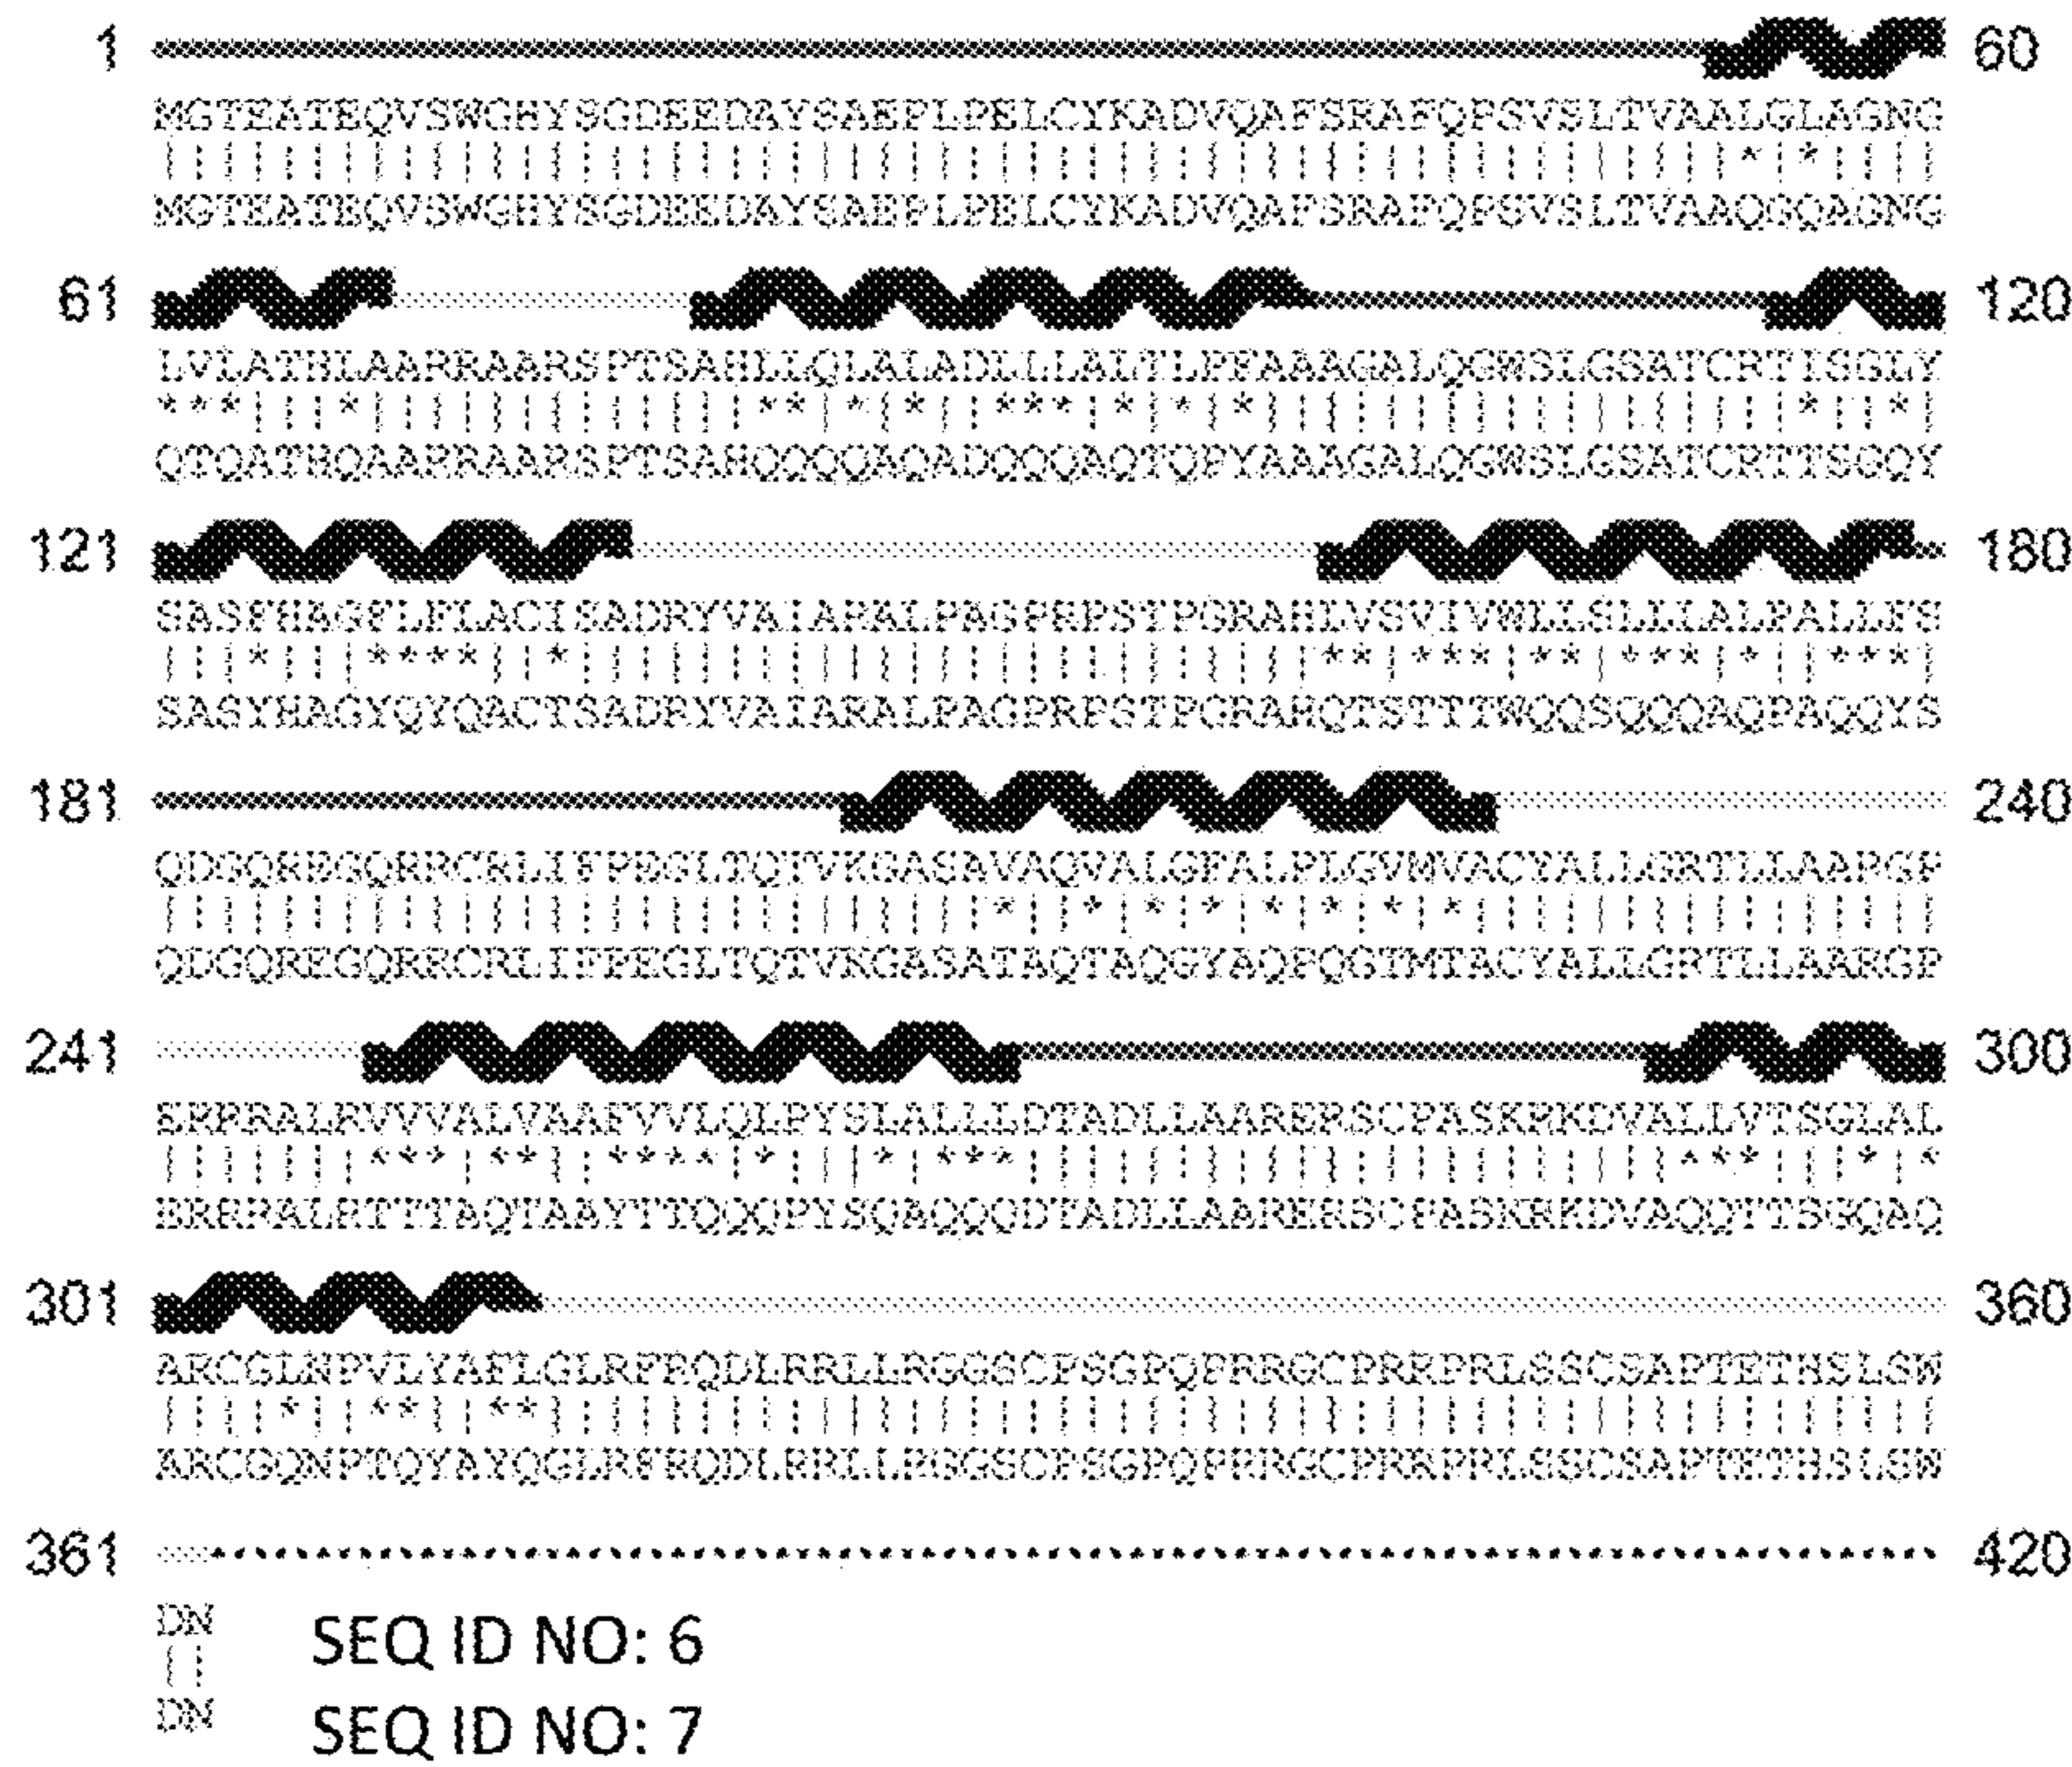 1 60
MGTEATEQVSWGHYSGDEEDAYSAEPLPELCYKADVQAFSRAFQPSVSLTVAALGLAGNG
MGTEATEQVSWGHYSGDEEDAYSAEPLPELCYKADVQAFSRAFQPSVSLTVAAQGQAGNG
61 120
LVLATHLAARRAARSPTSAHLLQLALADLLLALTLPFAAAGALQGWSLGSATCRTISGLY
QTQATHQAARRAARSPTSAHQQQQAQADQQQAQTQPYAAAGALQGWSLGSATCRTTSGQY
121 180
SASFHAGFLFLACISADRYVAIARALPAGPRPSTPGRAHLVSVIVWLLSLLLALPALLFS
SASYHAGYQYQACTSADRYVAIARALPAGPRPSTPGRAHQTSTTTWQQSQQQAQPAQQYS
181 240
QDGQREGQRRCRLIFPEGLTQTVKGASAVAQVALGFALPLGVMVACYALLGRTLLAARGP
QDGQREGQRRCRLIFPEGLTQTVKGASATAQTAQGYAQPQGTMTACYALLGRTLLAARGP
241 300
ERRRALRVVVALVAAFVVLQLPYSLALLLDTADLLAARERSCPASKRKDVALLVTSGLAL
ERRRALRTTTAQTAAYTTQQQPYSQAQQQDTADLLAARERSCPASKRKDVAQQTTSGQAQ
301 360
ARCGLNPVLYAFLGLRFRQDLRRLLRGGSCPSGPQPRRGCPRRPRLSSCSAPTETHSLSW
ARCGQNPTQYAYQGLRFRQDLRRLLRGGSCPSGPQPRRGCPRRPRLSSCSAPTETHSLSW
361 420
DN SEQ ID NO: 6
DN SEQ ID NO: 7